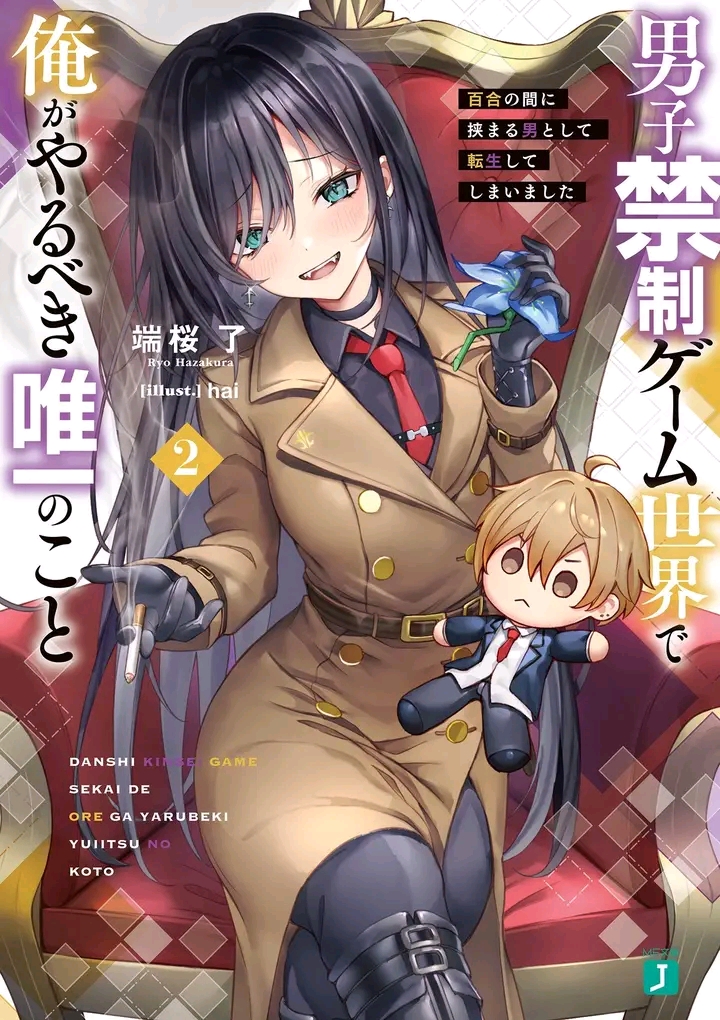 男子禁制ゲーム世界で
俺がやるべき唯一のこと
百合の間に
挟まる男として
転生して
しまいました
端桜 了
Ryo Hazakura
[illust.] hai
2
DANSHI KINSEI GAME
SEKAI DE
ORE GA YARUBEKI
YUIITSU NO
KOTO
J